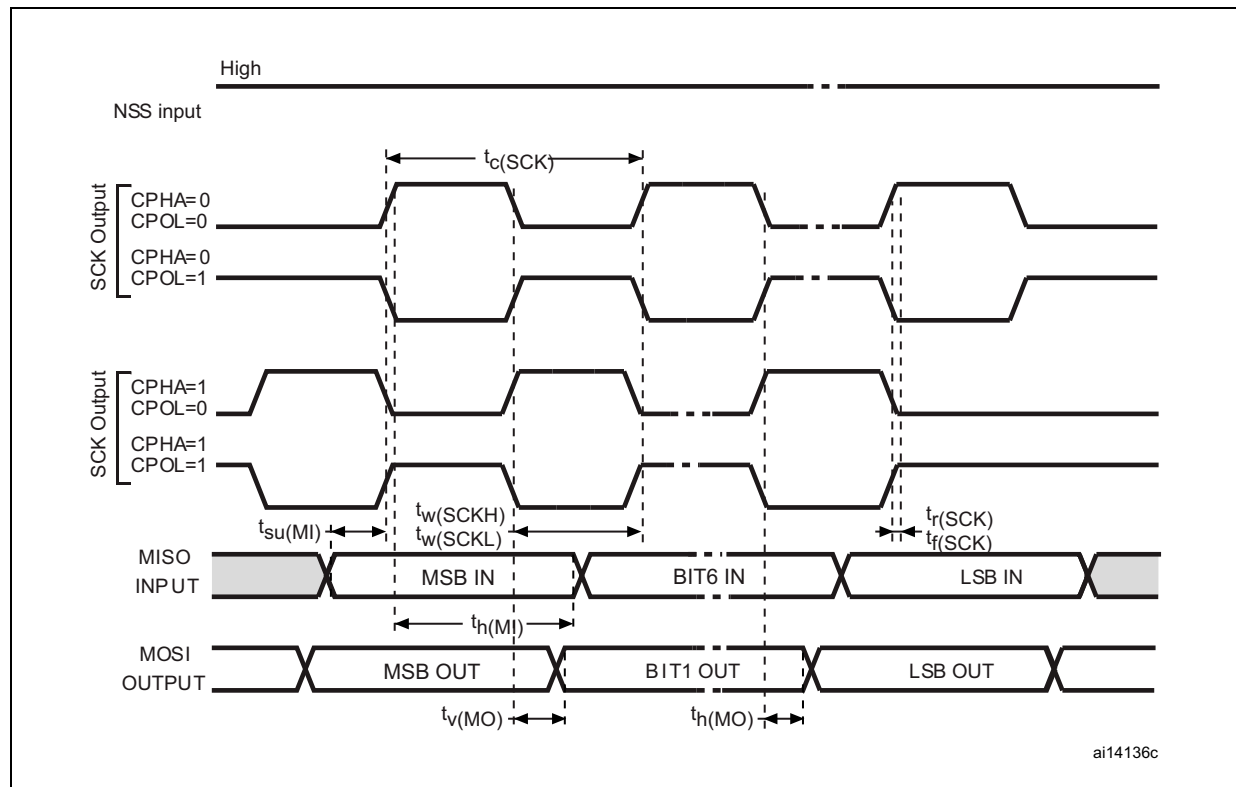 High
NSS input
tc(SCK)
SCK Output
CPHA=0
CPOL=0
CPHA=0
CPOL=1
SCK Output
CPHA=1
CPOL=0
CPHA=1
CPOL=1
tsu(MI)
tw(SCKH)
tw(SCKL)
tr(SCK)
tf(SCK)
MISO
INPUT
MSB IN
BIT6 IN
LSB IN
th(MI)
MOSI
OUTPUT
MSB OUT
BIT1 OUT
LSB OUT
tv(MO)
th(MO)
ai14136c